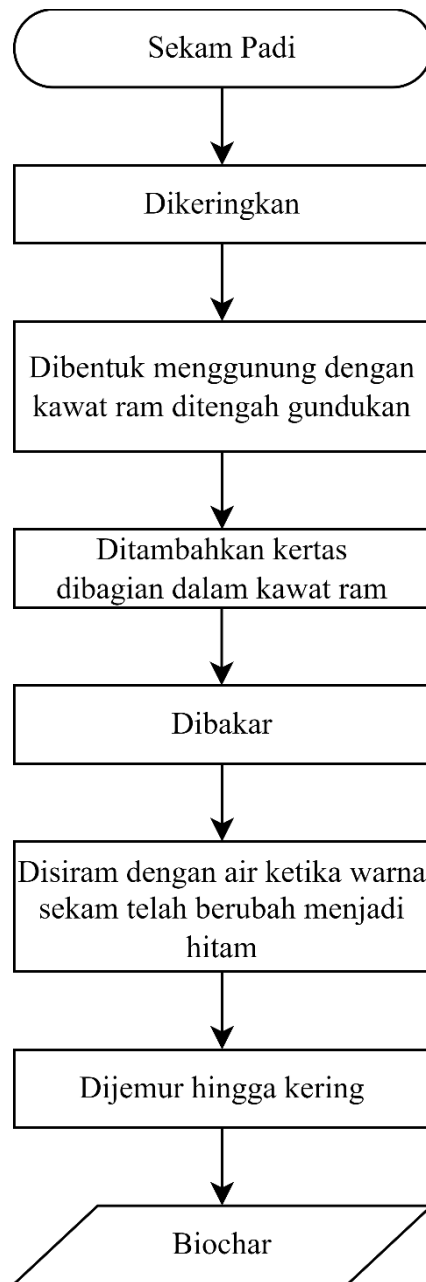 Sekam Padi
Dikeringkan
Dibentuk menggunung dengan
kawat ram ditengah gundukan
Ditambahkan kertas
dibagian dalam kawat ram
Dibakar
Disiram dengan air ketika warna
sekam telah berubah menjadi
hitam
Dijemur hingga kering
Biochar